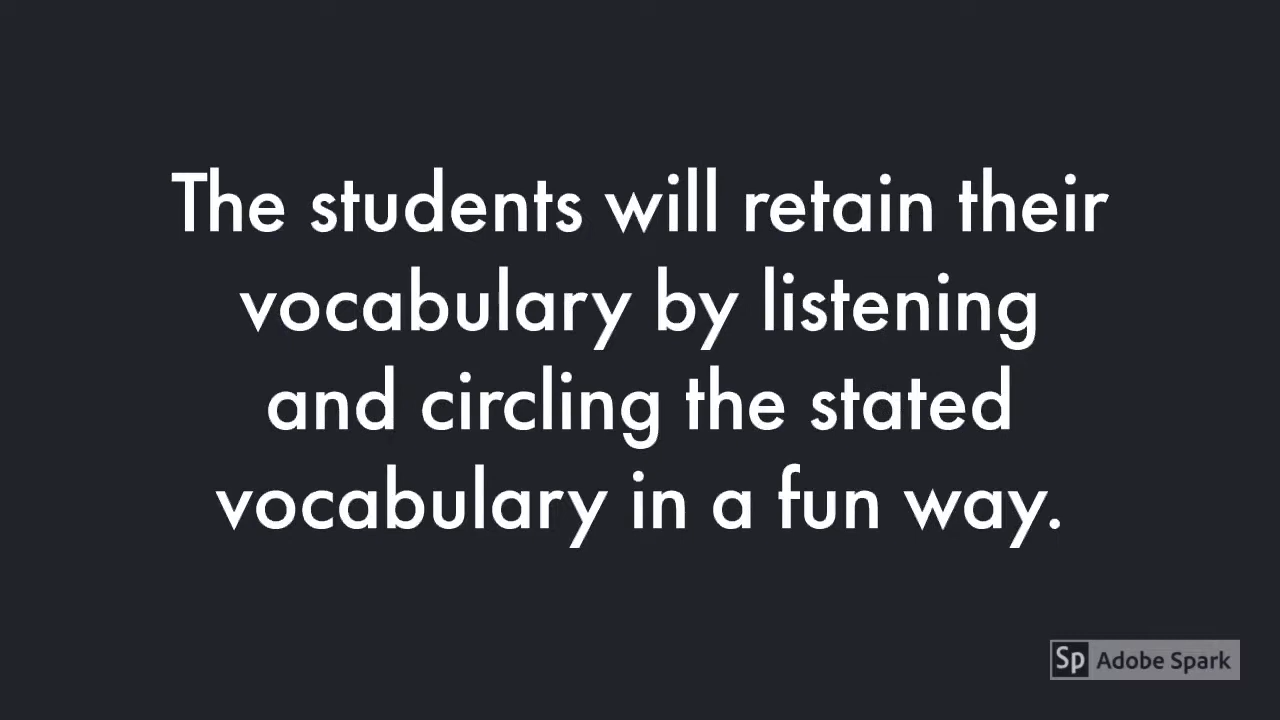 The students will retain their
vocabulary by listening
and circling the stated
vocabulary in a fun way.
Sp Adobe Spark